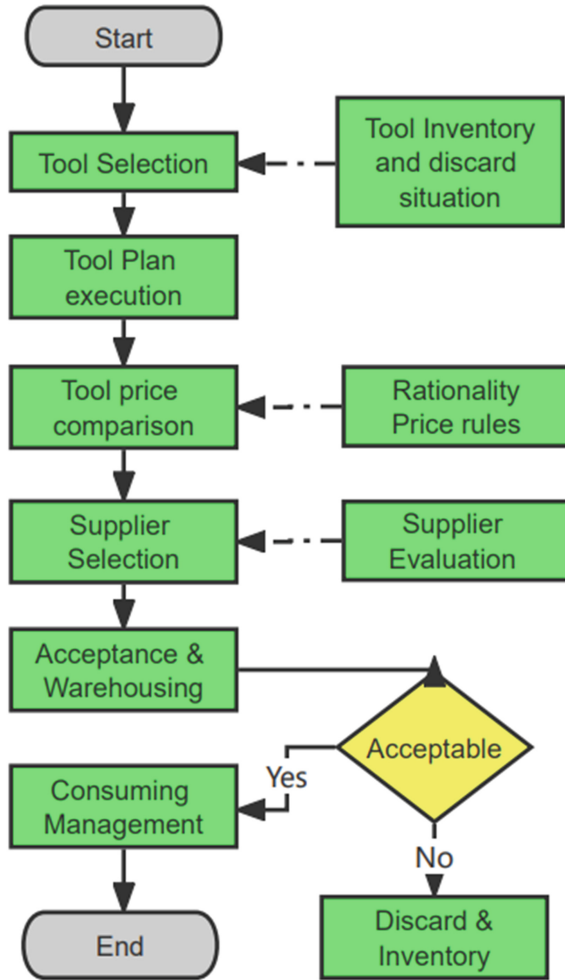 Start
Tool Selection
Tool Inventory
and discard
situation
Tool Plan
execution
Tool price
comparison
Rationality
Price rules
Supplier
Selection
Supplier
Evaluation
Acceptance &
Warehousing
Acceptable
Yes
Consuming
Management
No
Discard &
Inventory
End